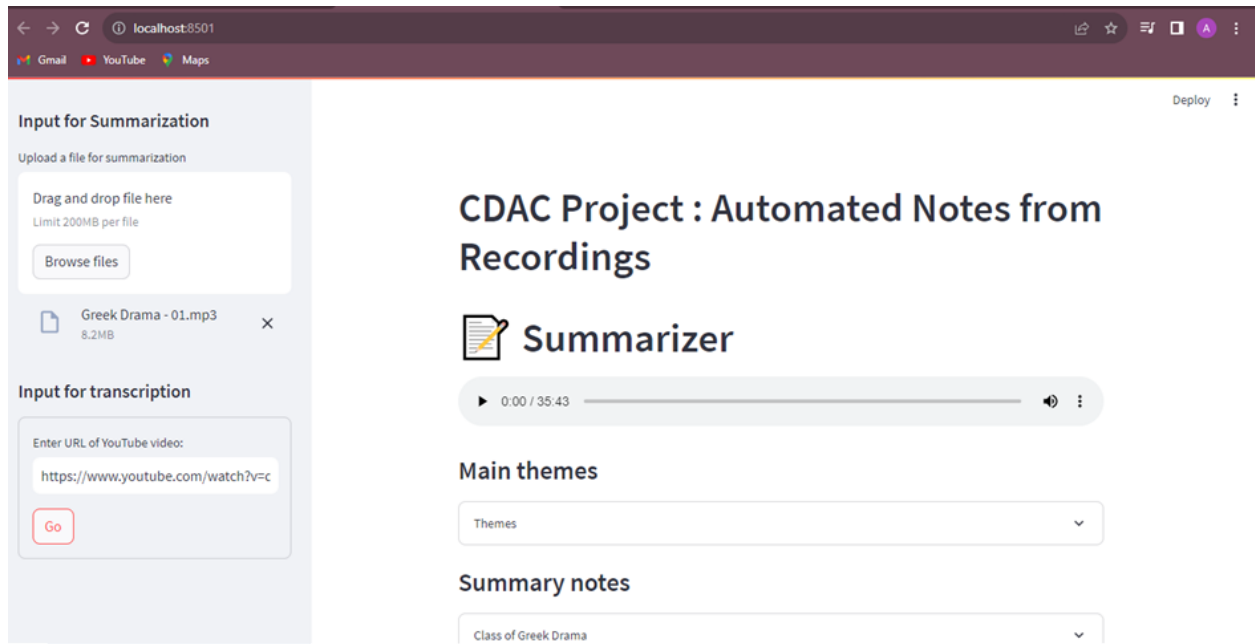 localhost:8501
A
Gmail
YouTube
Maps
Deploy
Input for Summarization
Upload a file for summarization
Drag and drop file here
Limit 200MB per file
Browse files
Greek Drama - 01.mp3
8.2MB
Input for transcription
Enter URL of YouTube video:
https://www.youtube.com/watch?v=c
Go
CDAC Project : Automated Notes from
Recordings
Summarizer
0:00 / 35:43
Main themes
Themes
Summary notes
Class of Greek Drama